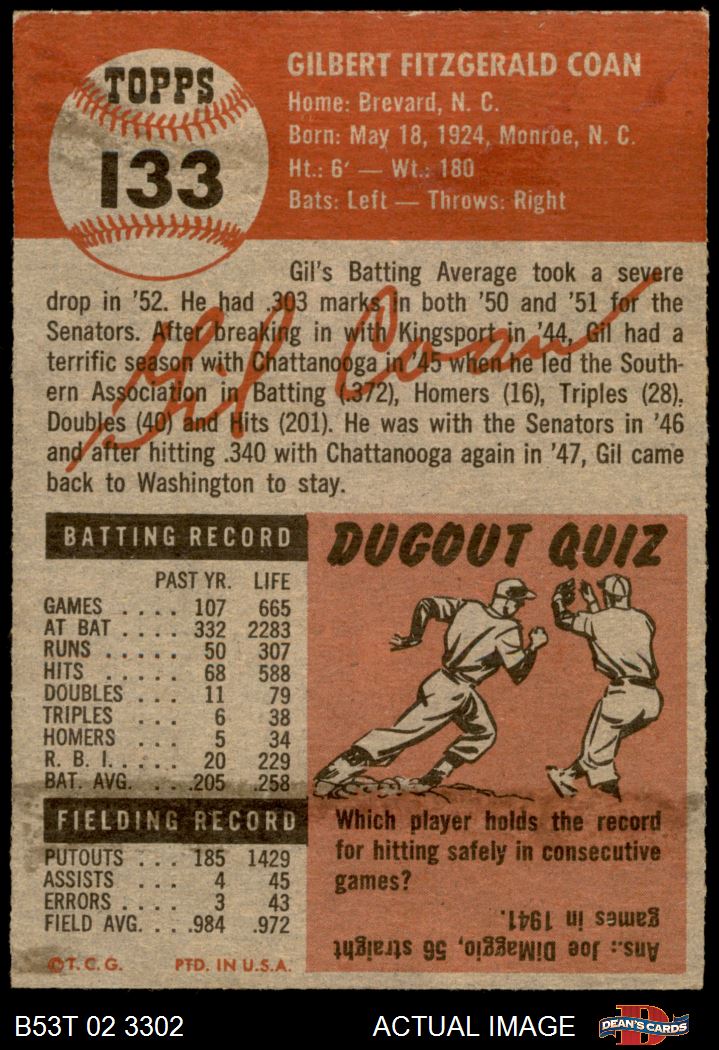 TOPPS
133
GILBERT FITZGERALD COAN
Home: Brevard, N. C.
Born: May 18, 1924, Monroe, N. C.
Ht.: 6' — Wt.: 180
Bats: Left — Throws: Right
Gil's Batting Average took a severe
drop in '52. He had .303 marks in both '50 and '51 for the
Senators. After breaking in with Kingsport in '44, Gil had a
terrific season with Chattanooga in '45 when he led the South-
ern Association in Batting (.372), Homers (16), Triples (28),
Doubles (40) and Hits (201). He was with the Senators in '46
and after hitting .340 with Chattanooga again in '47, Gil came
back to Washington to stay.
Gil Coan
BATTING RECORD
PAST YR. LIFE
GAMES .... 107 665
AT BAT .... 332 2283
RUNS ..... 50 307
HITS ..... 68 588
DOUBLES ... 11 79
TRIPLES .... 6 38
HOMERS ... 5 34
R. B. I. .... 20 229
BAT. AVG. ...205 .258
FIELDING RECORD
PUTOUTS ... 185 1429
ASSISTS ... 4 45
ERRORS .... 3 43
FIELD AVG. ...984 .972
©T.C.G. PTD. IN U.S.A.
DUGOUT QUIZ
Which player holds the record
for hitting safely in consecutive
games?
Ans.: Joe DiMaggio, 56 straight
games in 1941.
B53T 02 3302
ACTUAL IMAGE
D
DEAN'S CARDS